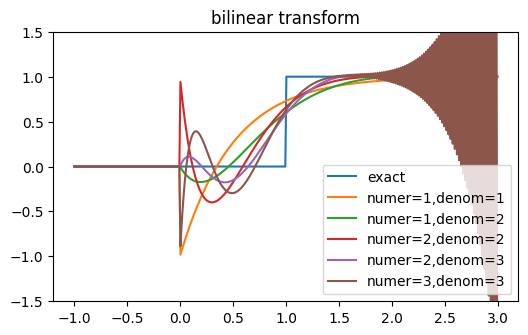 bilinear transform
1.5
1.0
0.5
0.0
−0.5
−1.0
−1.5
exact
numer=1,denom=1
numer=1,denom=2
numer=2,denom=2
numer=2,denom=3
numer=3,denom=3
−1.0 −0.5 0.0 0.5 1.0 1.5 2.0 2.5 3.0